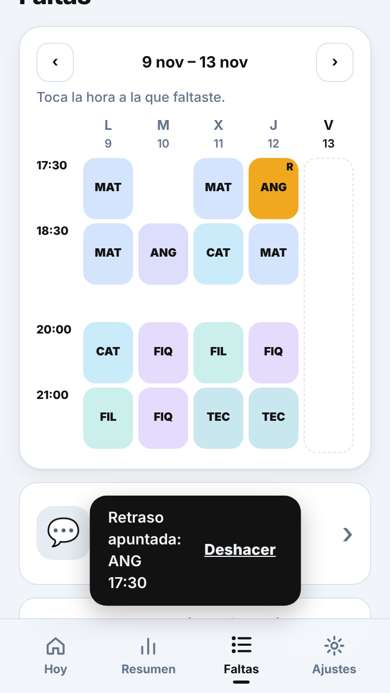 Faltas
‹ 9 nov – 13 nov ›
Toca la hora a la que faltaste.
L M X J V
9 10 11 12 13
17:30 MAT MAT ANG R
18:30 MAT ANG CAT MAT
20:00 CAT FIQ FIL FIQ
21:00 FIL FIQ TEC TEC
Retraso
apuntada:
ANG
17:30
Deshacer
Hoy Resumen Faltas Ajustes